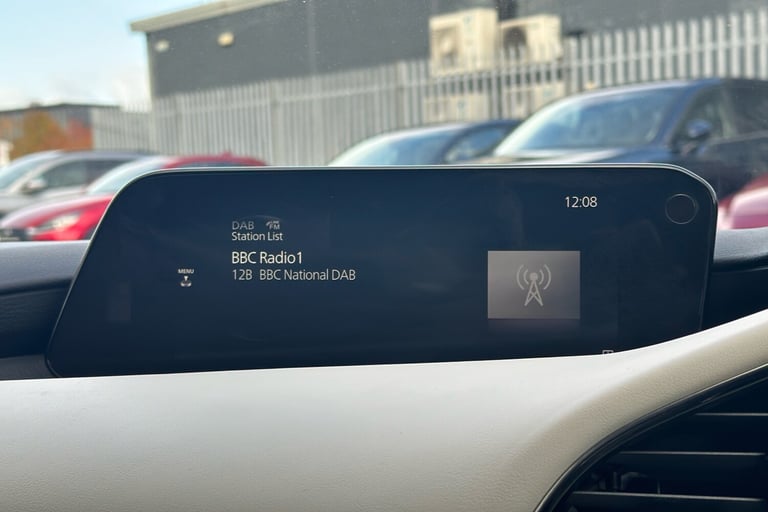 12:08
DAB FM
Station List
BBC Radio1
12B BBC National DAB
MENU